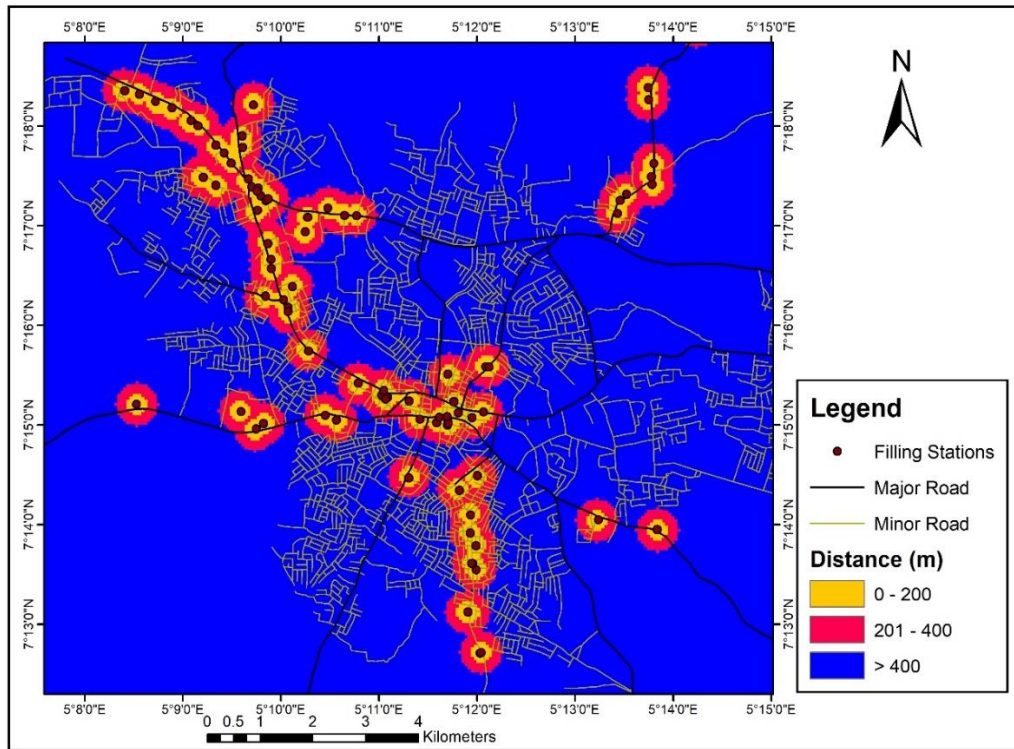 5°8'0"E 5°9'0"E 5°10'0"E 5°11'0"E 5°12'0"E 5°13'0"E 5°14'0"E 5°15'0"E
N
7°18'0"N 7°18'0"N
7°17'0"N 7°17'0"N
7°16'0"N 7°16'0"N
7°15'0"N 7°15'0"N
7°14'0"N 7°14'0"N
7°13'0"N 7°13'0"N
Legend
Filling Stations
Major Road
Minor Road
Distance (m)
0 - 200
201 - 400
> 400
5°8'0"E 5°9'0"E 5°10'0"E 5°11'0"E 5°12'0"E 5°13'0"E 5°14'0"E 5°15'0"E
0 0.5 1 2 3 4
Kilometers